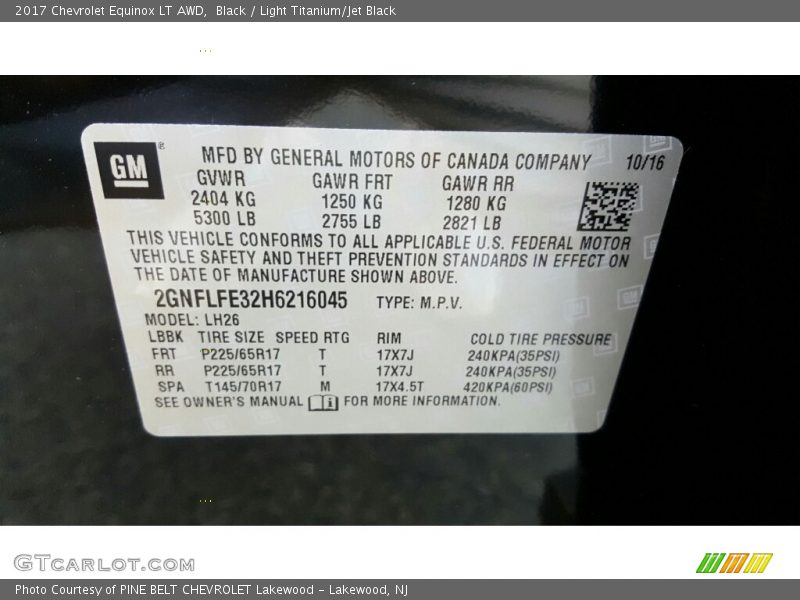 2017 Chevrolet Equinox LT AWD,  Black / Light Titanium/Jet Black
GM ®
MFD BY GENERAL MOTORS OF CANADA COMPANY 10/16
GVWR GAWR FRT GAWR RR
2404 KG 1250 KG 1280 KG
5300 LB 2755 LB 2821 LB
THIS VEHICLE CONFORMS TO ALL APPLICABLE U.S. FEDERAL MOTOR
VEHICLE SAFETY AND THEFT PREVENTION STANDARDS IN EFFECT ON
THE DATE OF MANUFACTURE SHOWN ABOVE.
2GNFLFE32H6216045 TYPE: M.P.V.
MODEL: LH26
LBBK TIRE SIZE SPEED RTG RIM COLD TIRE PRESSURE
FRT P225/65R17 T 17X7J 240KPA(35PSI)
RR P225/65R17 T 17X7J 240KPA(35PSI)
SPA T145/70R17 M 17X4.5T 420KPA(60PSI)
SEE OWNER'S MANUAL i FOR MORE INFORMATION.
GTCARLOT.COM
Photo Courtesy of PINE BELT CHEVROLET Lakewood - Lakewood, NJ